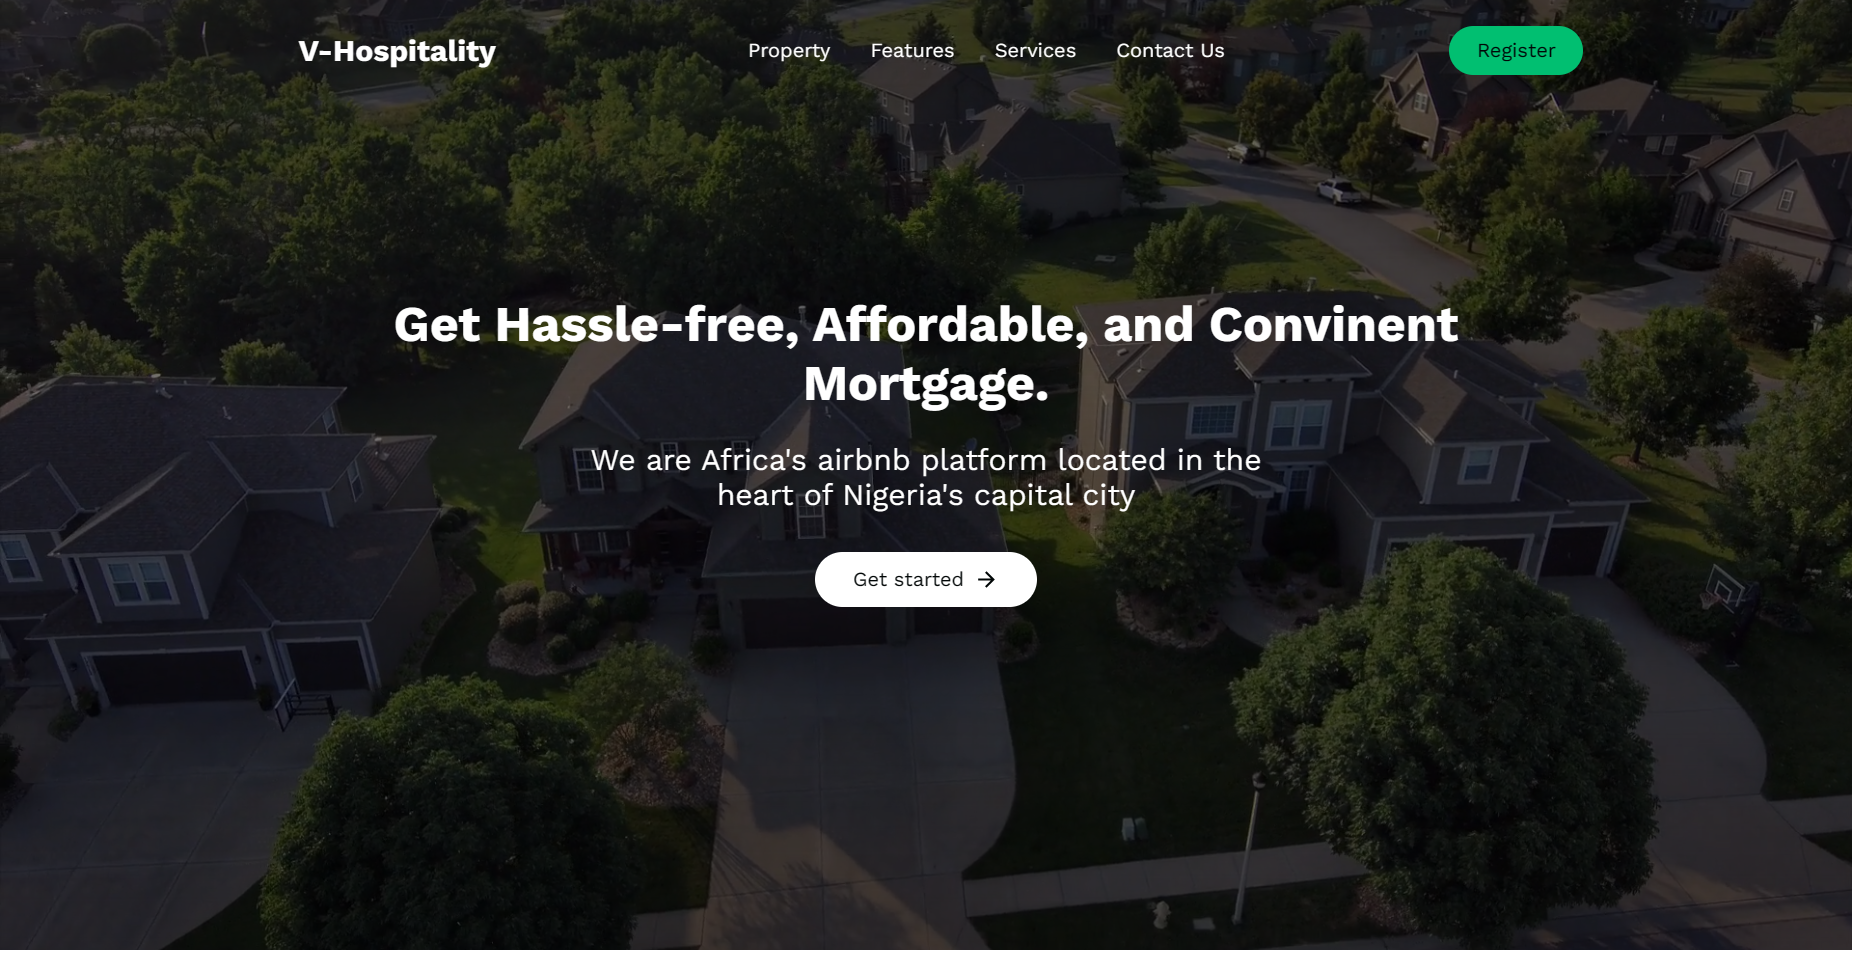 V-Hospitality
Property
Features
Services
Contact Us
Register
Get Hassle-free, Affordable, and Convinent
Mortgage.
We are Africa's airbnb platform located in the
heart of Nigeria's capital city
Get started